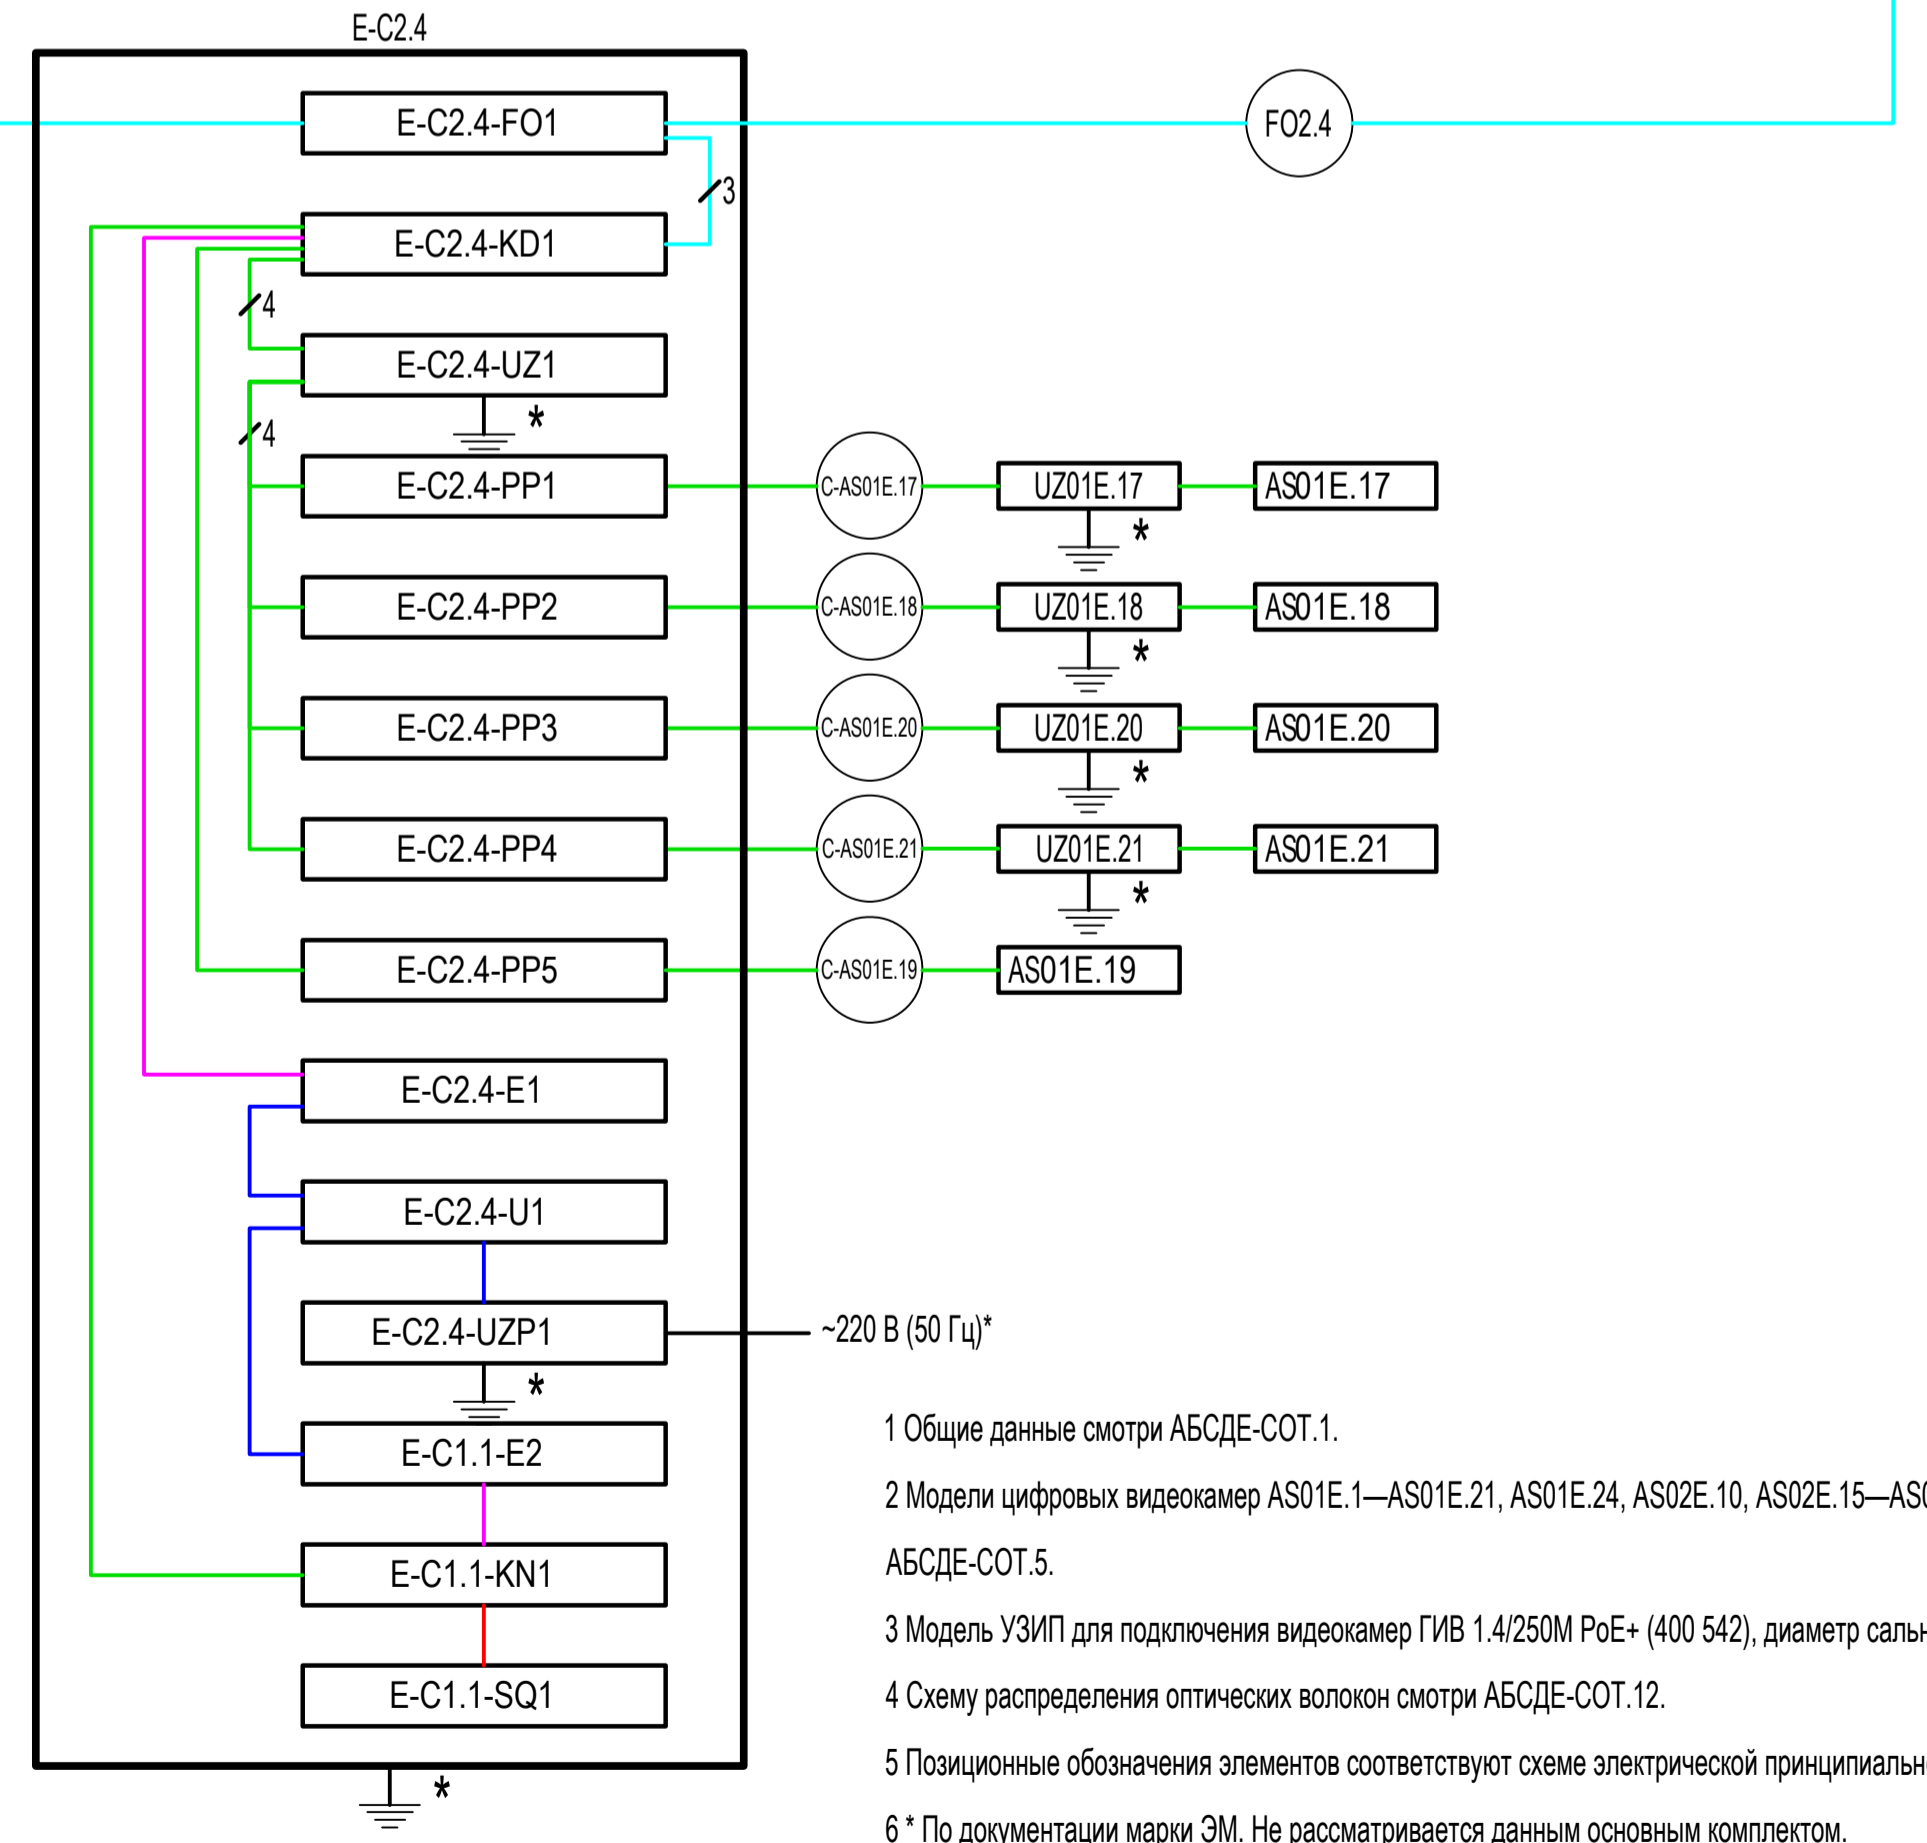 E-C2.4
E-C2.4-FO1
FO2.4
3
E-C2.4-KD1
4
E-C2.4-UZ1
*
4
E-C2.4-PP1
C-AS01E.17
UZ01E.17
AS01E.17
*
E-C2.4-PP2
C-AS01E.18
UZ01E.18
AS01E.18
*
E-C2.4-PP3
C-AS01E.20
UZ01E.20
AS01E.20
*
E-C2.4-PP4
C-AS01E.21
UZ01E.21
AS01E.21
*
E-C2.4-PP5
C-AS01E.19
AS01E.19
E-C2.4-E1
E-C2.4-U1
E-C2.4-UZP1
~220 В (50 Гц)*
*
E-C1.1-E2
E-C1.1-KN1
E-C1.1-SQ1
*
1 Общие данные смотри АБСДЕ-СОТ.1.
2 Модели цифровых видеокамер AS01E.1—AS01E.21, AS01E.24, AS02E.10, AS02E.15—AS0
АБСДЕ-СОТ.5.
3 Модель УЗИП для подключения видеокамер ГИВ 1.4/250М PoE+ (400 542), диаметр сальн
4 Схему распределения оптических волокон смотри АБСДЕ-СОТ.12.
5 Позиционные обозначения элементов соответствуют схеме электрической принципиальн
6 * По документации марки ЭМ. Не рассматривается данным основным комплектом.